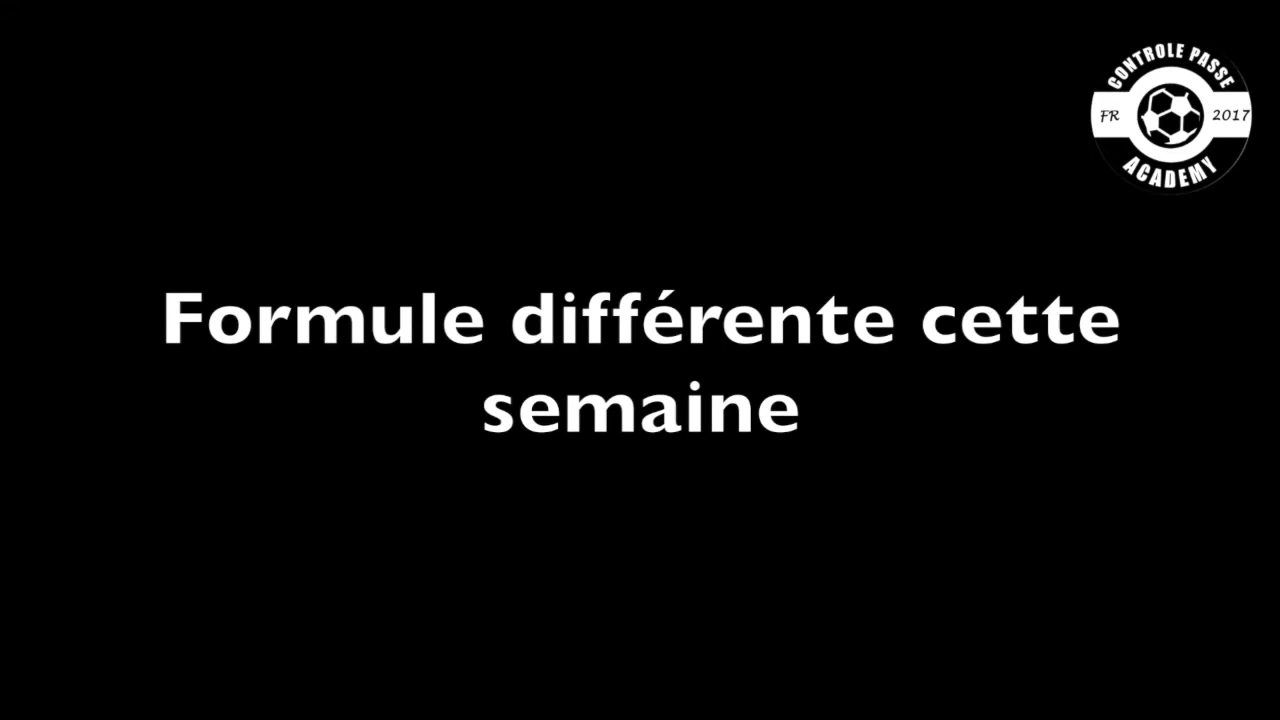 CONTROLE PASSE
FR 2017
ACADEMY
Formule différente cette
semaine